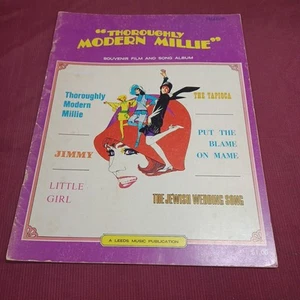 "THOROUGHLY
MODERN MILLIE"
SOUVENIR FILM AND SONG ALBUM
Thoroughly
Modern
Millie
THE TAPIOCA
JIMMY
PUT THE
BLAME
ON MAME
LITTLE
GIRL
THE JEWISH WEDDING SONG
A LEEDS MUSIC PUBLICATION